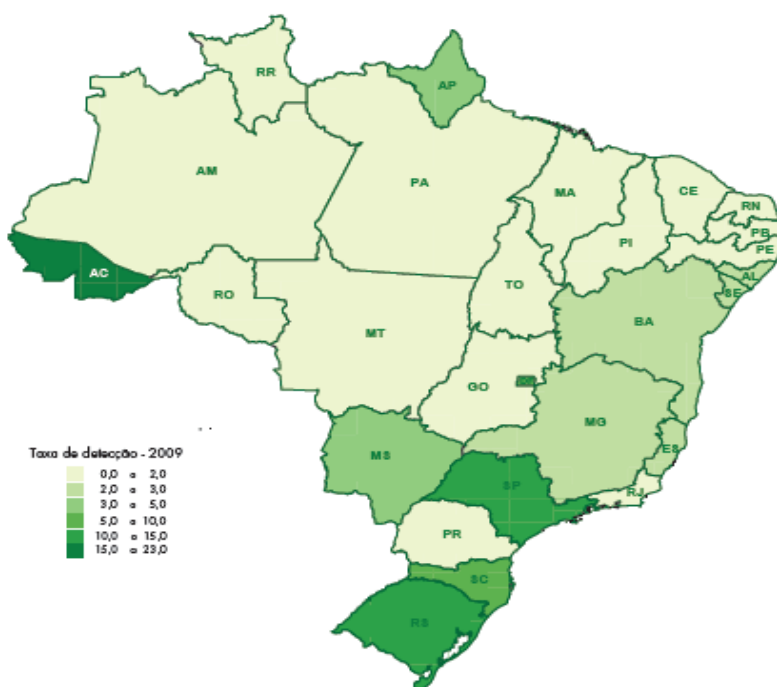 RR
AP
AM
PA
MA
CE
RN
PB
PE
PI
AC
RO
TO
AL
SE
BA
MT
GO
MG
ES
MS
SP
RJ
PR
SC
RS
Taxa de detecção - 2009
0,0 a 2,0
2,0 a 3,0
3,0 a 5,0
5,0 a 10,0
10,0 a 15,0
15,0 a 23,0